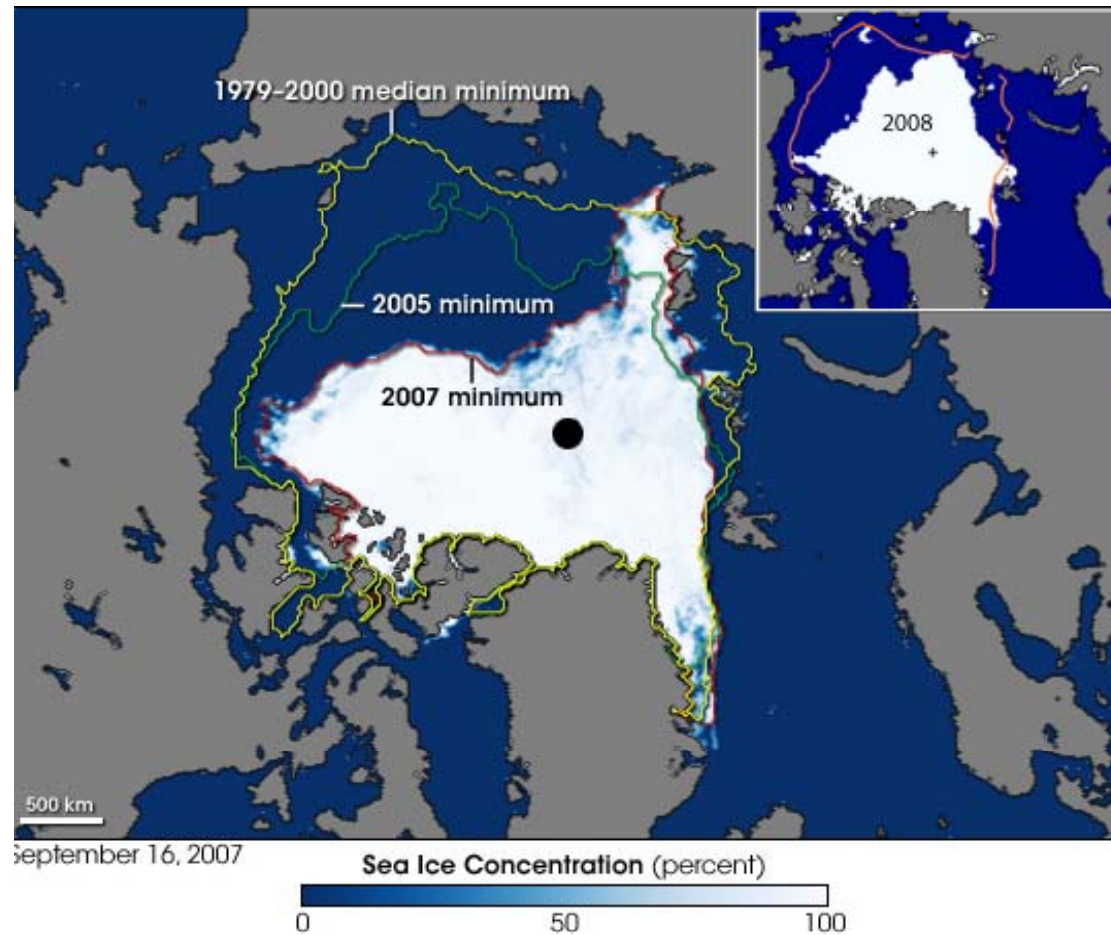 1979-2000 median minimum
2008
2005 minimum
2007 minimum
500 km
September 16, 2007
Sea Ice Concentration (percent)
0 50 100